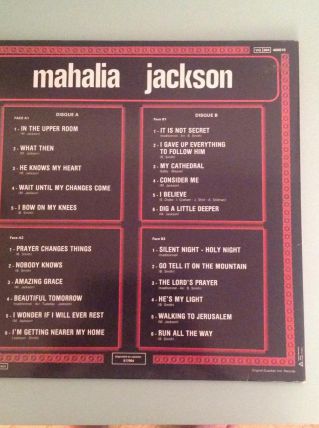 mahalia jackson
DISQUE A
FACE A1
1 - IN THE UPPER ROOM
(M. Jackson)
2 - WHAT THEN
(M. Jackson)
3 - HE KNOWS MY HEART
(M. Jackson)
4 - WAIT UNTIL MY CHANGES COME
(M. Jackson)
5 - I BOW ON MY KNEES
(M. Jackson)
DISQUE B
Face B1
1 - IT IS NOT SECRET
2 - I GAVE UP EVERYTHING
TO FOLLOW HIM
3 - MY CATHEDRAL
4 - CONSIDER ME
5 - I BELIEVE
6 - DIG A LITTLE DEEPER
Face A2
1 - PRAYER CHANGES THINGS
2 - NOBODY KNOWS
3 - AMAZING GRACE
4 - BEAUTIFUL TOMORROW
5 - I WONDER IF I WILL EVER REST
6 - I'M GETTING NEARER MY HOME
1 - SILENT NIGHT - HOLY NIGHT
2 - GO TELL IT ON THE MOUNTAIN
3 - THE LORD'S PRAYER
4 - HE'S MY LIGHT
5 - WALKING TO JERUSALEM
6 - RUN ALL THE WAY